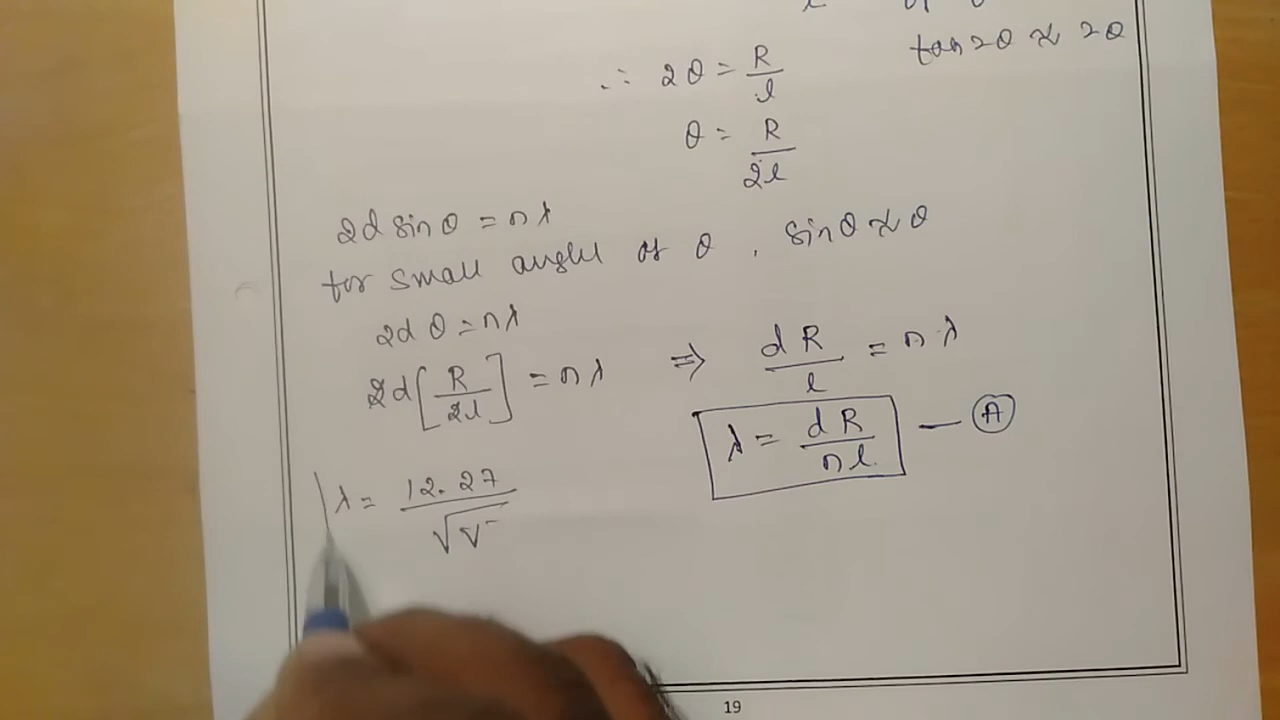 tan 2θ ≈ 2θ
∴ 2θ = R/l
θ = R/2l
2d sin θ = nλ
for small angle of θ, sin θ ≈ θ
2d θ = nλ
2d [R/2l] = nλ ⇒ dR/l = nλ
λ = dR/nl — Ⓐ
λ = 12.27/√V
19